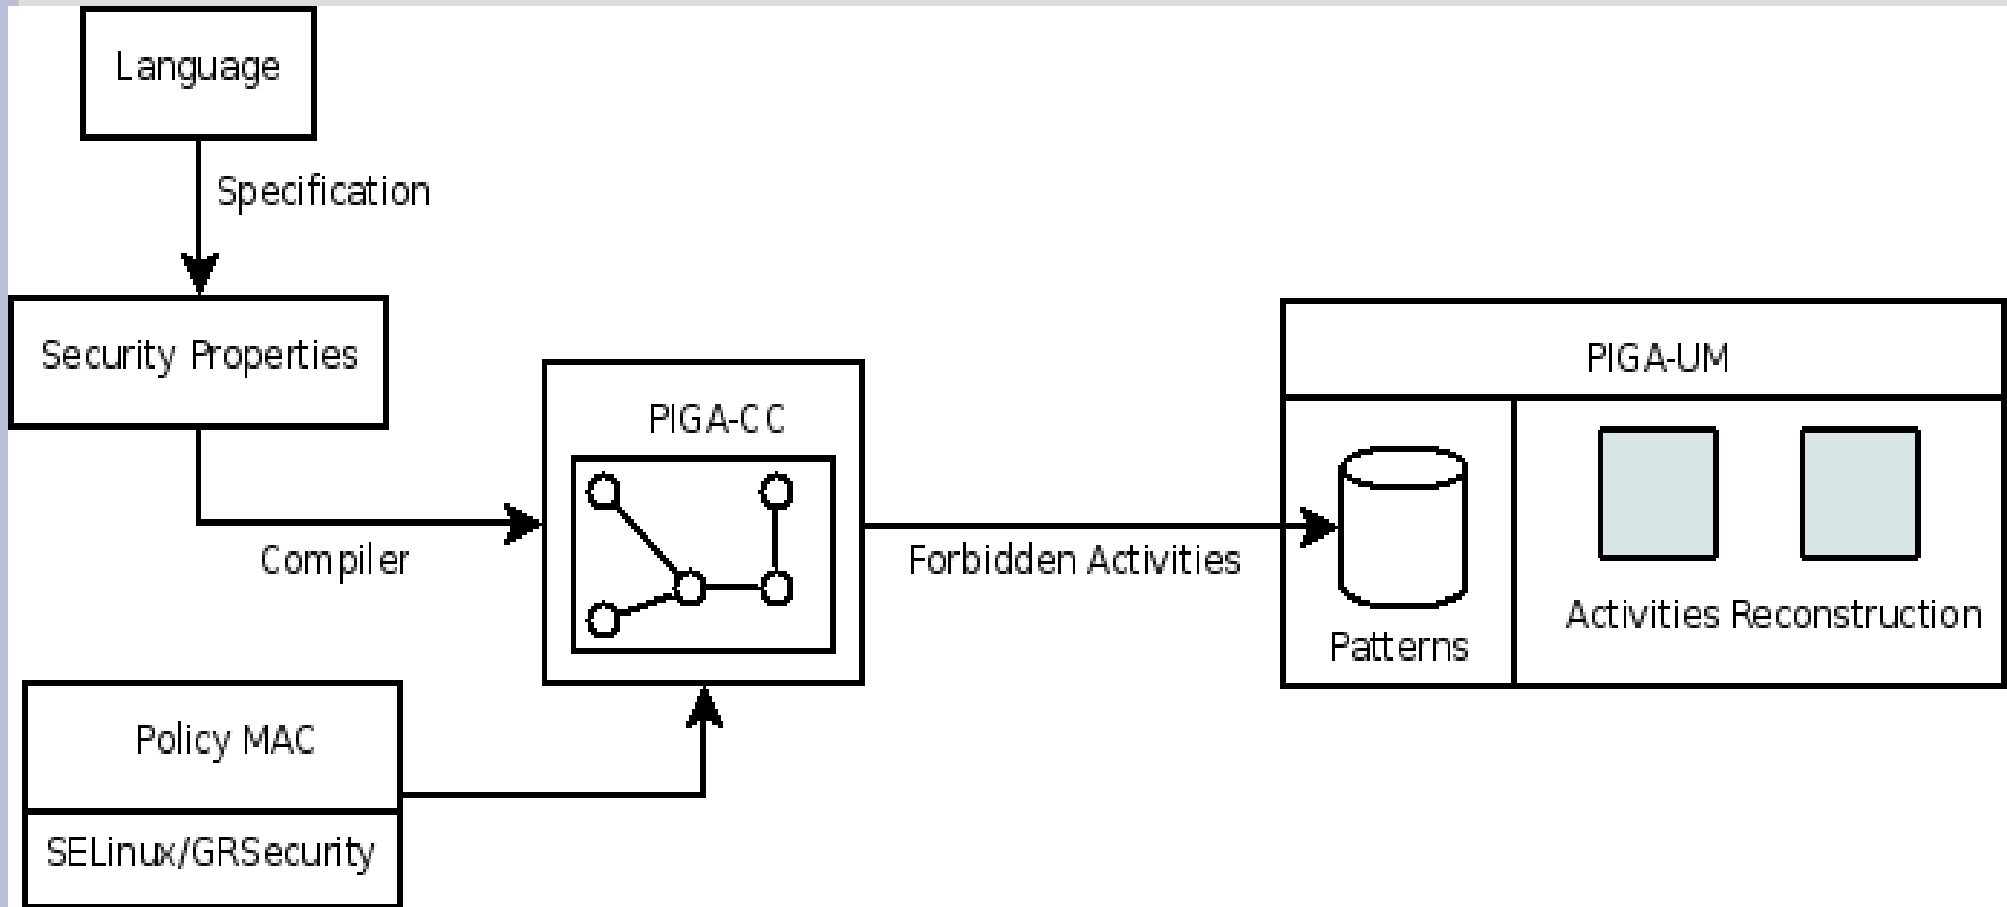 Language
Specification
Security Properties
Compiler
PIGA-CC
Forbidden Activities
PIGA-UM
Patterns
Activities Reconstruction
Policy MAC
SELinux/GRSecurity